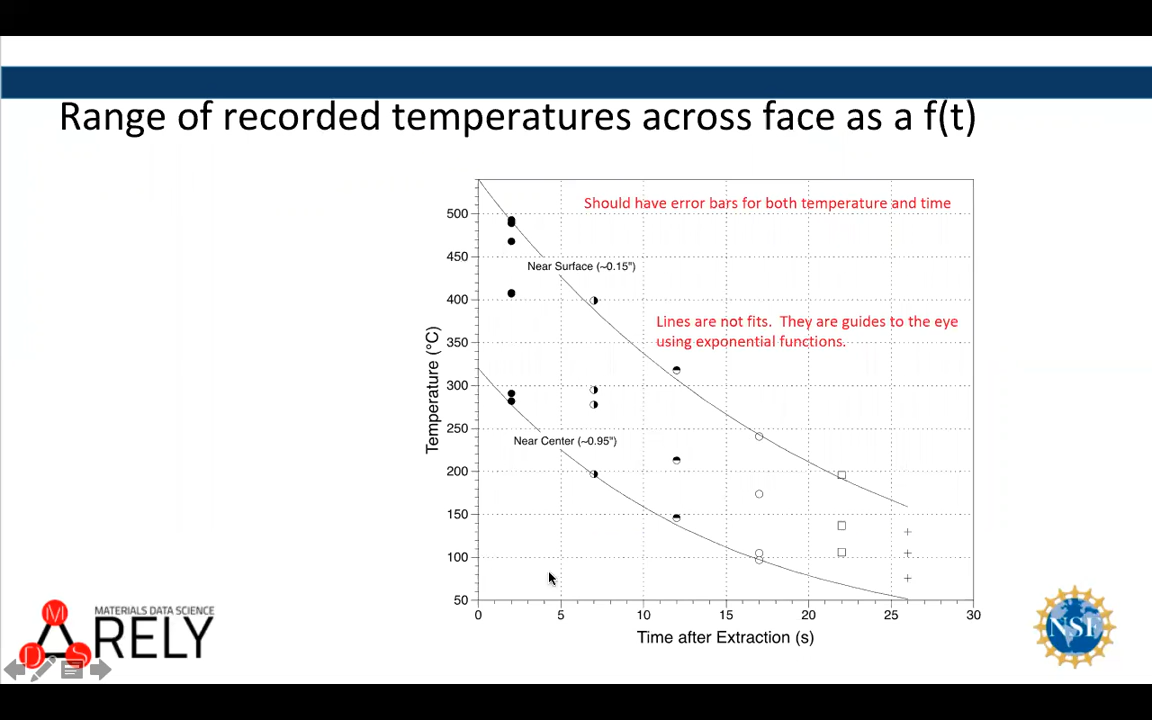 Range of recorded temperatures across face as a f(t)
Should have error bars for both temperature and time
Near Surface (~0.15")
Lines are not fits. They are guides to the eye
using exponential functions.
Near Center (~0.95")
Temperature (°C)
500
450
400
350
300
250
200
150
100
50
0 5 10 15 20 25 30
Time after Extraction (s)
MATERIALS DATA SCIENCE
M
D S
RELY
NSF